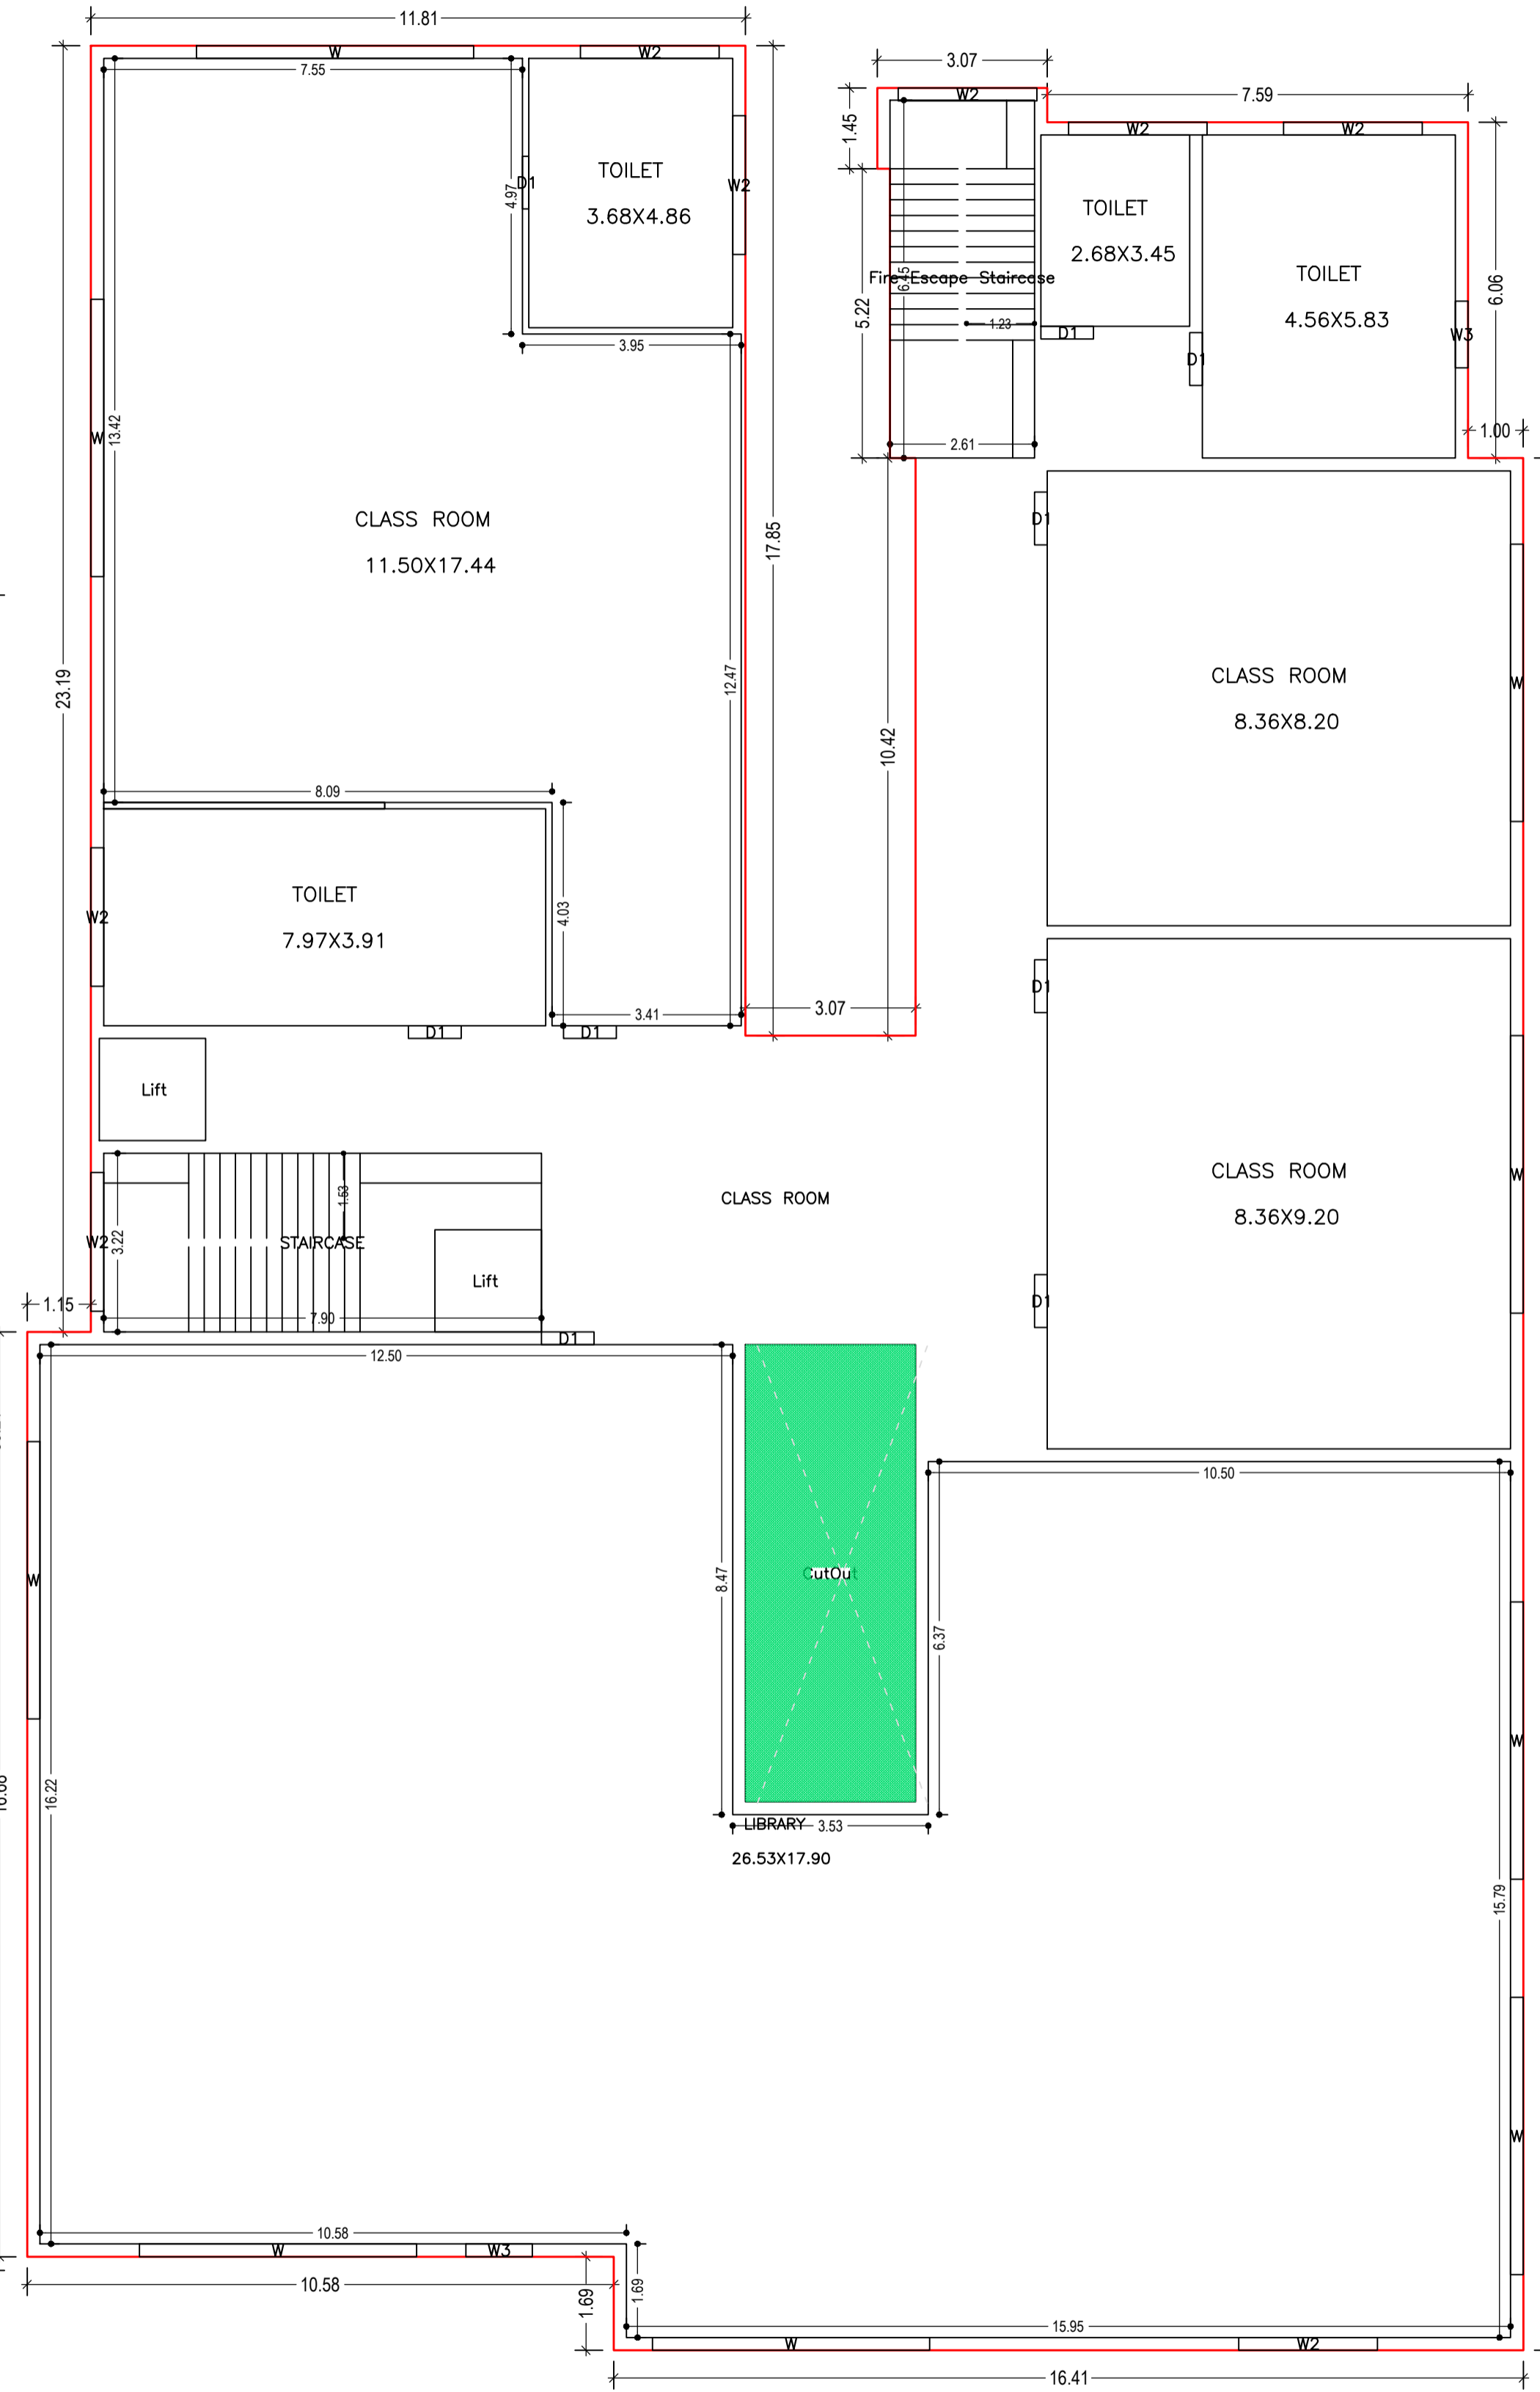 11.81
W
W2
7.55
3.07
W2
7.59
W2
W2
1.45
TOILET
3.68X4.86
D1
4.97
W2
TOILET
2.68X3.45
TOILET
4.56X5.83
Fire Escape Staircase
6.45
5.22
1.23
D1
D1
W3
6.06
3.95
13.42
W
2.61
1.00
CLASS ROOM
11.50X17.44
17.85
D1
23.19
12.47
10.42
CLASS ROOM
8.36X8.20
W
8.09
TOILET
7.97X3.91
W2
4.03
3.41
3.07
D1
D1
D1
Lift
1.53
3.22
W2
STAIRCASE
Lift
CLASS ROOM
CLASS ROOM
8.36X9.20
W
D1
1.15
7.90
D1
12.50
10.50
8.47
CutOut
6.37
W
W
16.22
LIBRARY
3.53
26.53X17.90
15.79
W
10.58
W
W3
10.58
1.69
1.69
15.95
W
W2
16.41